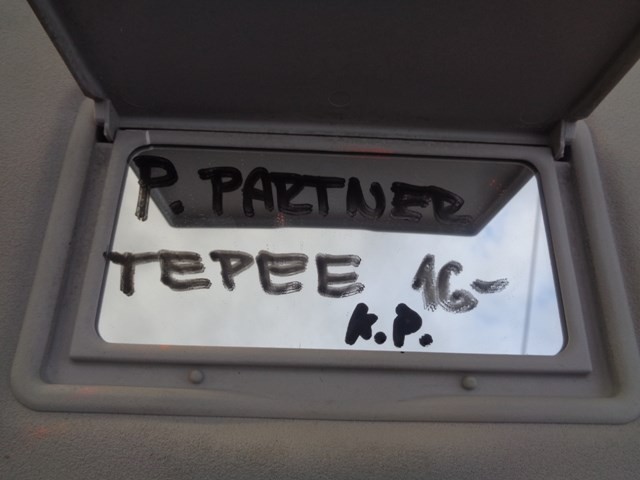 P. PARTNER
TEPEE 16-
K.P.